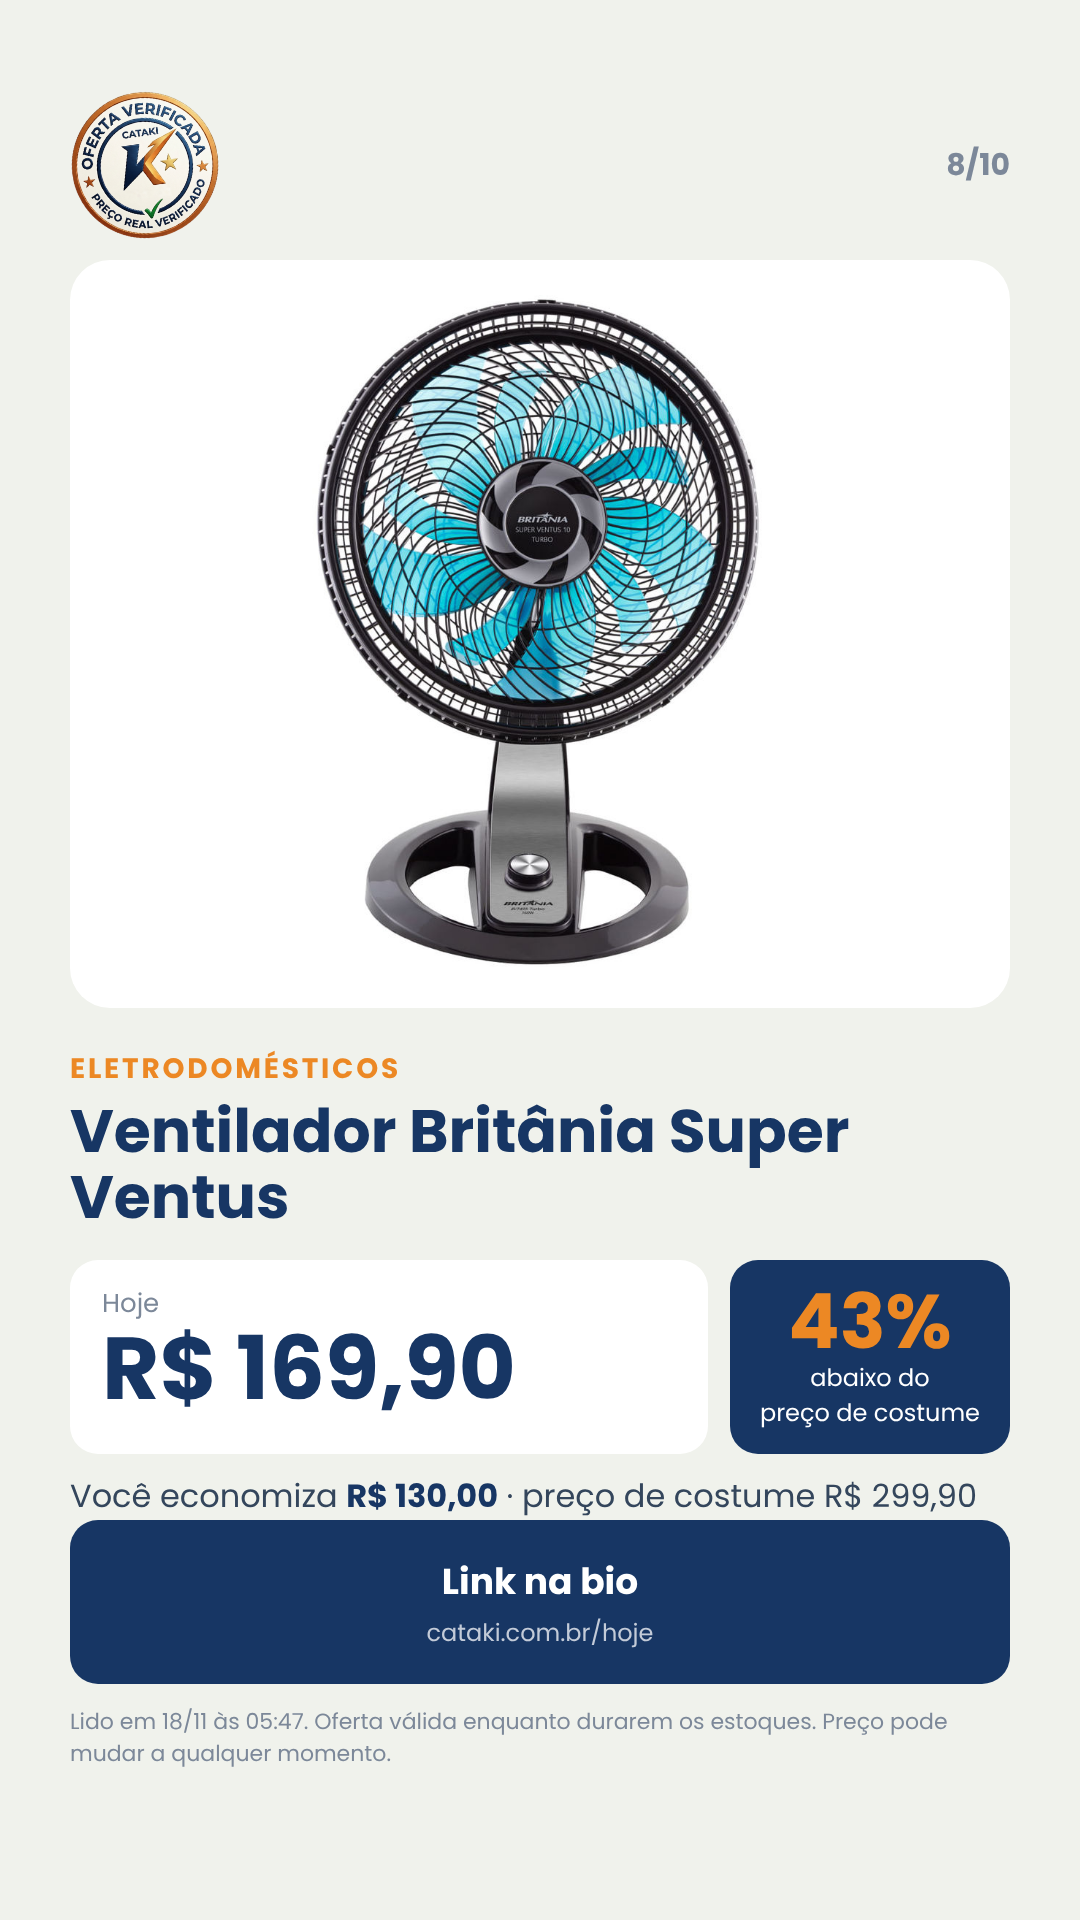 OFERTA VERIFICADA
CATAKI
PREÇO REAL VERIFICADO
8/10
BRITÂNIA
SUPER VENTUS 10
TURBO
BRITÂNIA
ELETRODOMÉSTICOS
Ventilador Britânia Super
Ventus
Hoje
R$ 169,90
43%
abaixo do
preço de costume
Você economiza R$ 130,00 · preço de costume R$ 299,90
Link na bio
cataki.com.br/hoje
Lido em 18/11 às 05:47. Oferta válida enquanto durarem os estoques. Preço pode
mudar a qualquer momento.